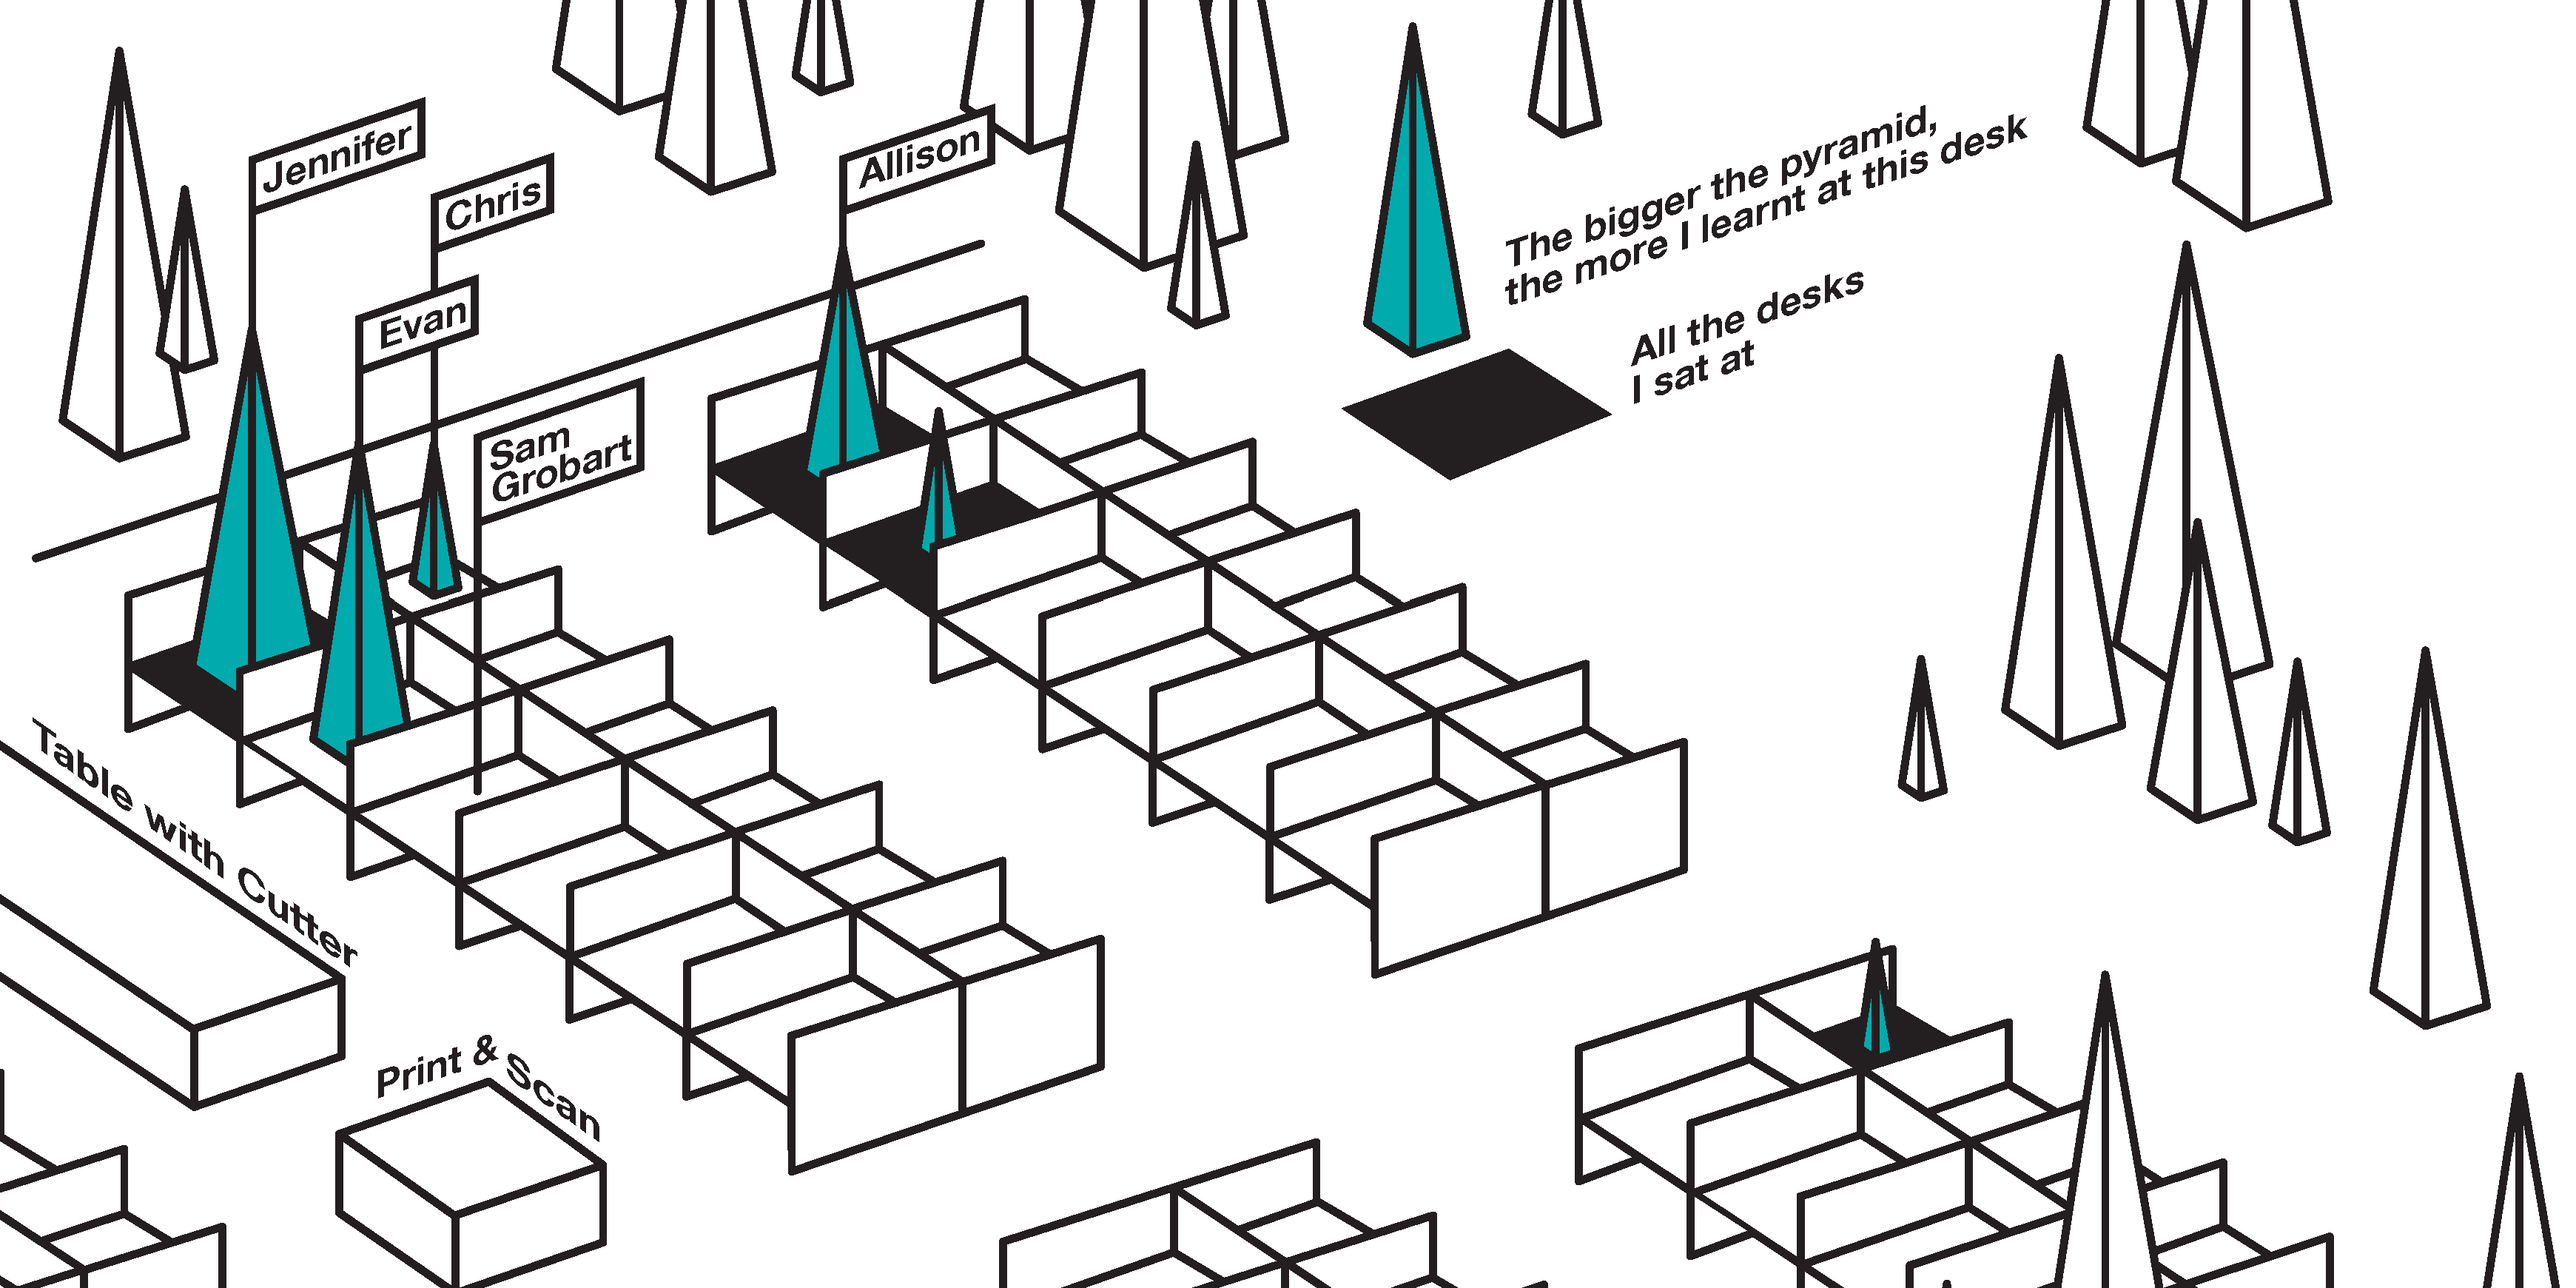 Jennifer
Chris
Allison
Evan
Sam
Grobart
The bigger the pyramid,
the more I learnt at this desk
All the desks
I sat at
Table with Cutter
Print & Scan